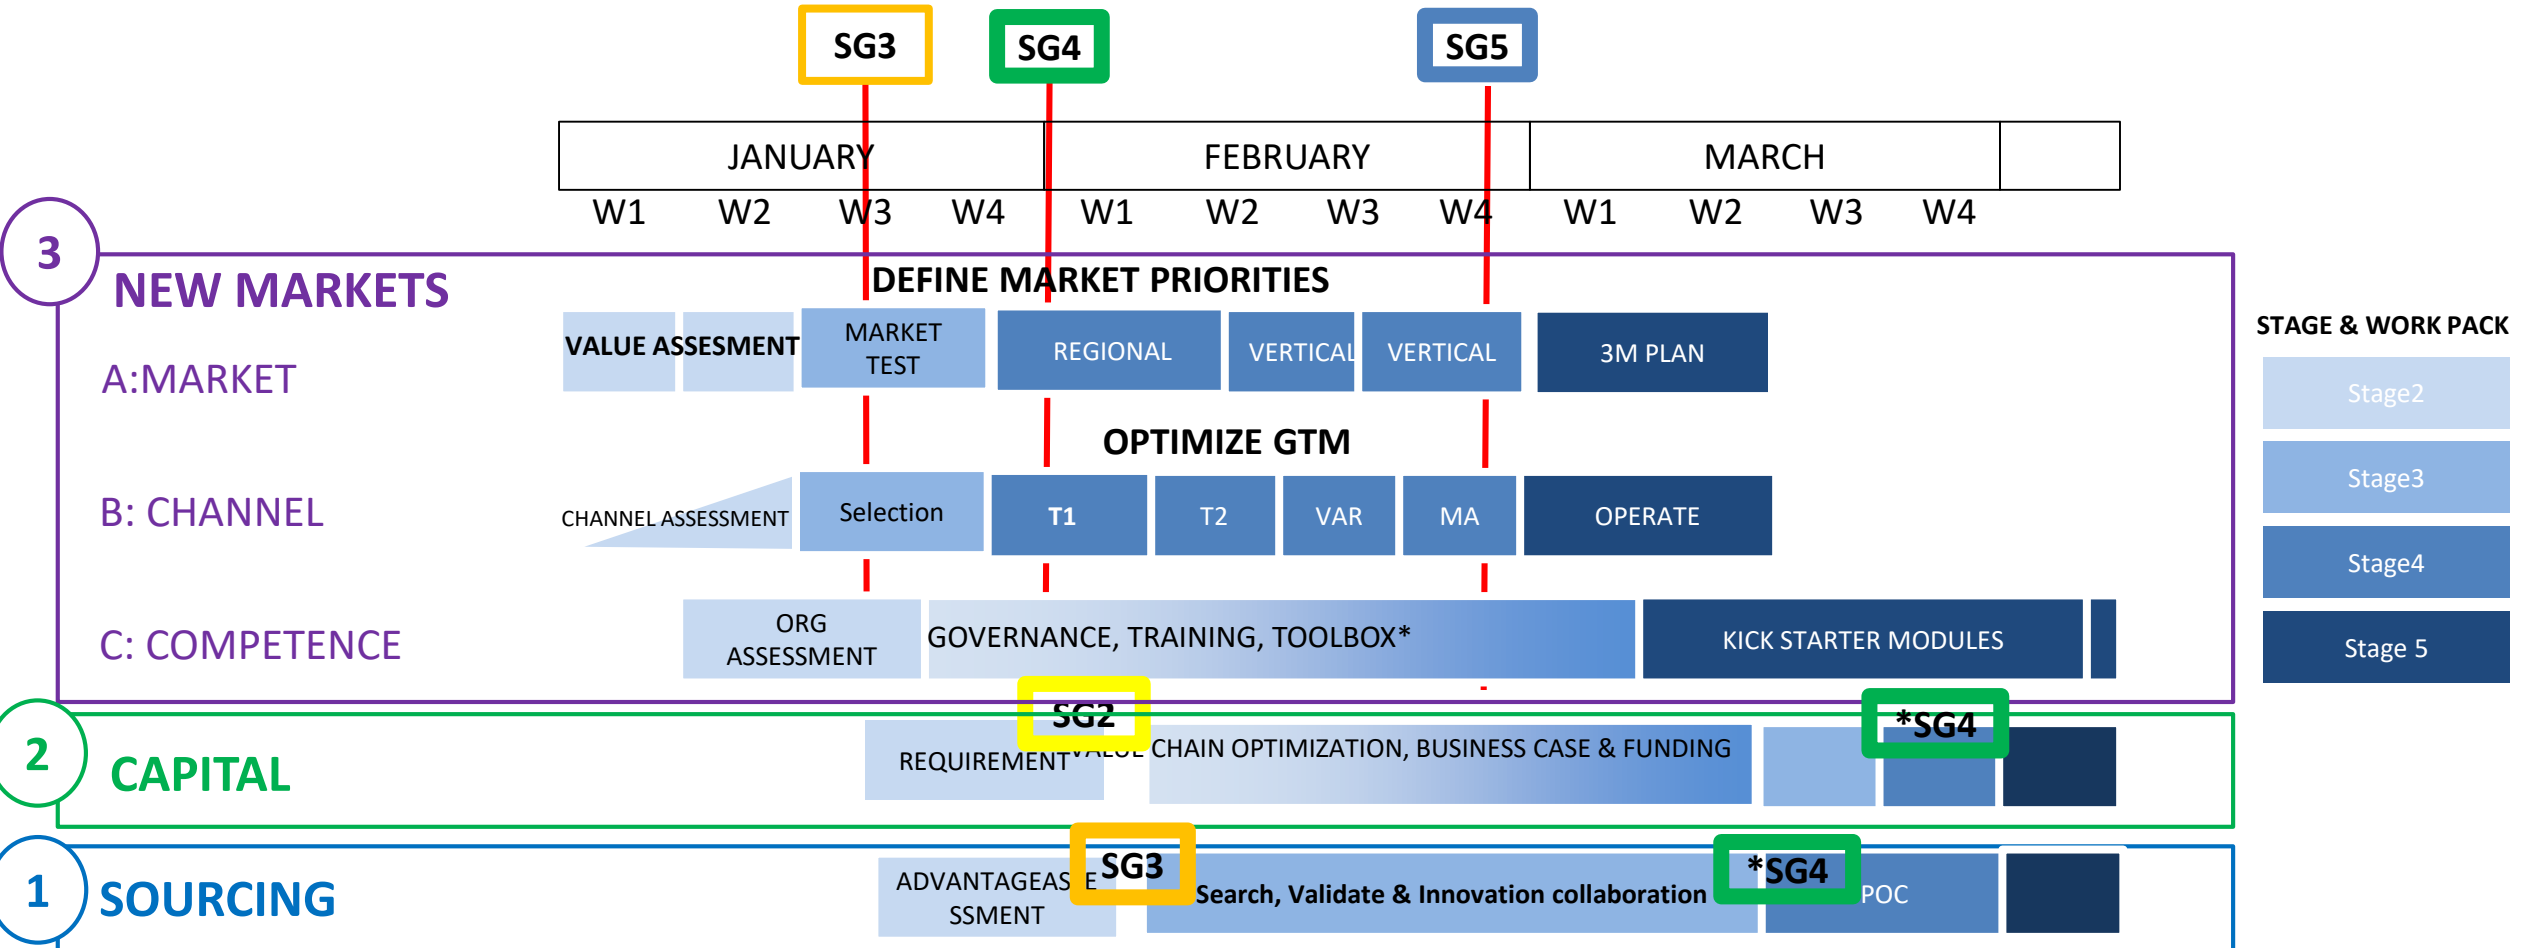 SG3
SG4
SG5
JANUARY
FEBRUARY
MARCH
W1 W2 W3 W4 W1 W2 W3 W4 W1 W2 W3 W4
3
NEW MARKETS
DEFINE MARKET PRIORITIES
A:MARKET
VALUE ASSESMENT
MARKET
TEST
REGIONAL
VERTICAL
VERTICAL
3M PLAN
OPTIMIZE GTM
B: CHANNEL
CHANNEL ASSESSMENT
Selection
T1
T2
VAR
MA
OPERATE
C: COMPETENCE
ORG
ASSESSMENT
GOVERNANCE, TRAINING, TOOLBOX*
KICK STARTER MODULES
STAGE & WORK PACK
Stage2
Stage3
Stage4
Stage 5
2
CAPITAL
SG2
REQUIREMENT
VALUE CHAIN OPTIMIZATION, BUSINESS CASE & FUNDING
*SG4
1
SOURCING
ADVANTAGEASSE
SSMENT
SG3
Search, Validate & Innovation collaboration
*SG4
POC